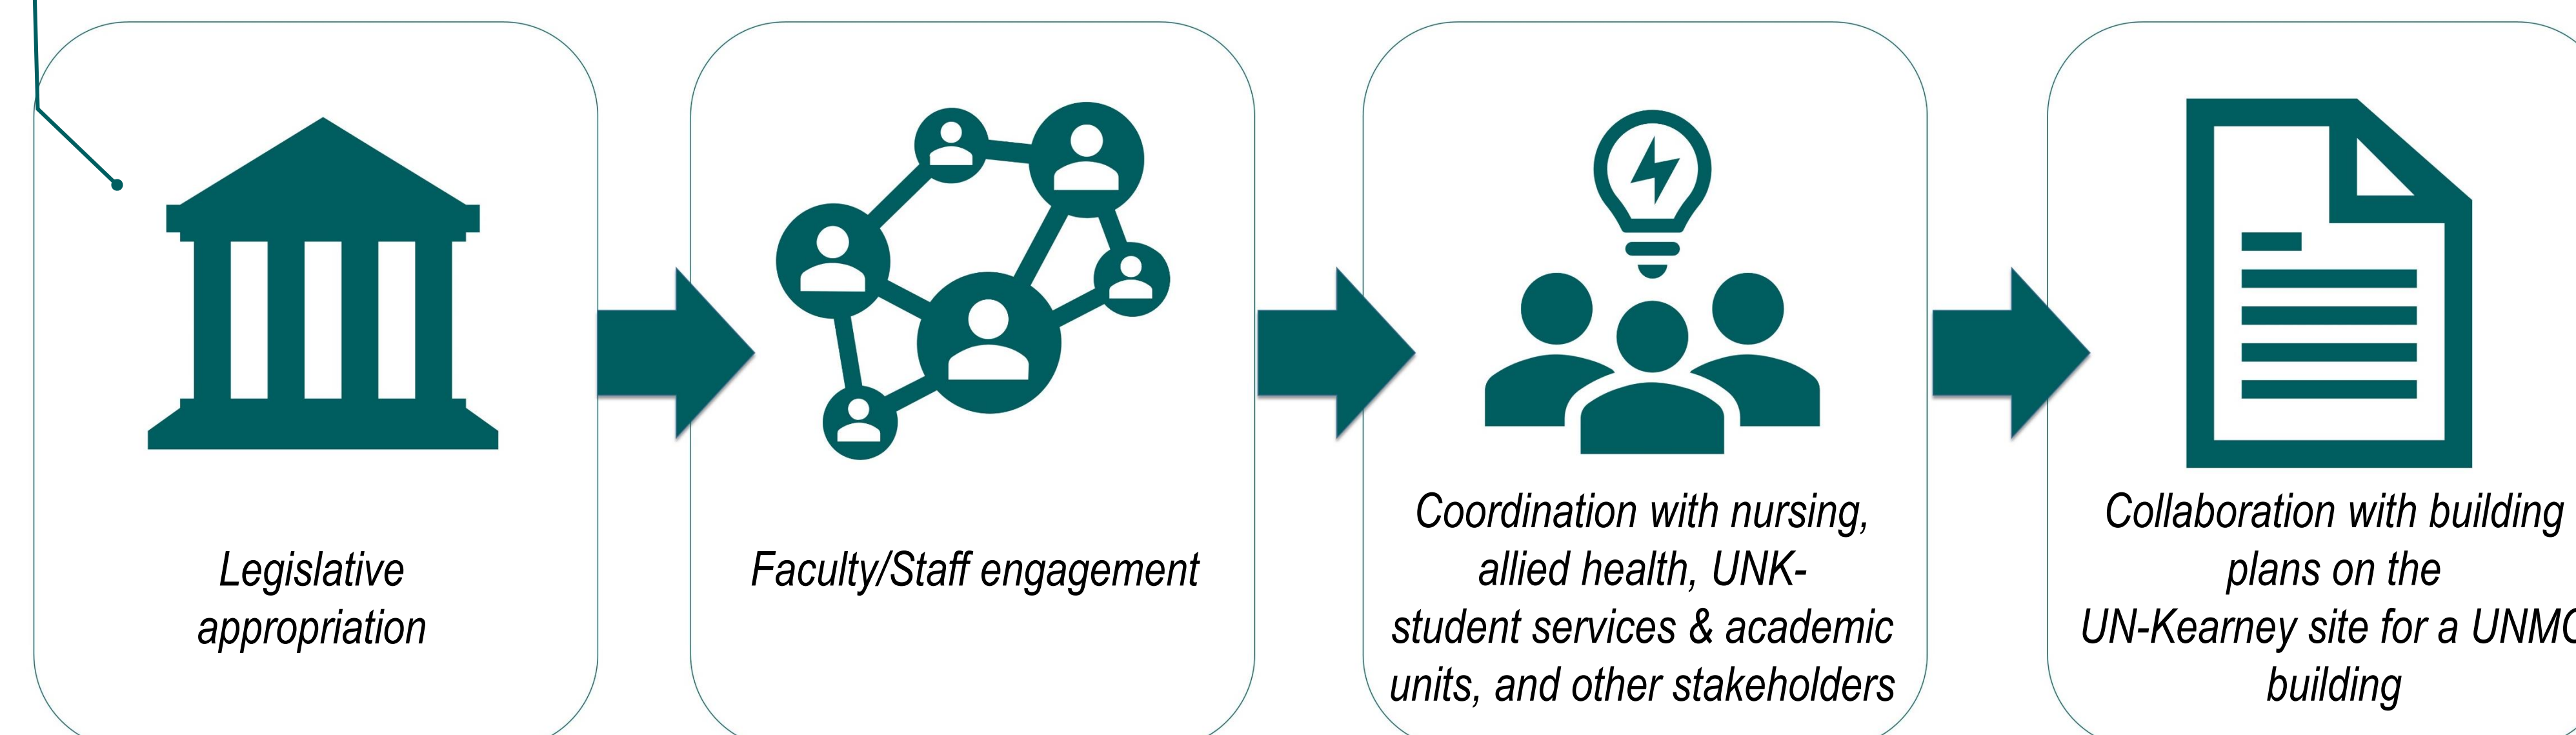 Legislative
appropriation
Faculty/Staff engagement
Coordination with nursing,
allied health, UNK-
student services & academic
units, and other stakeholders
Collaboration with building
plans on the
UN-Kearney site for a UNMC
building